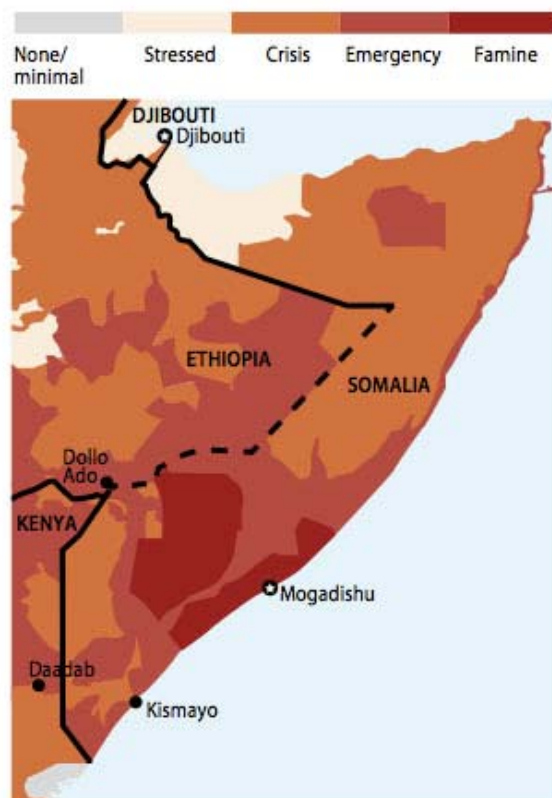 None/
minimal
Stressed
Crisis
Emergency
Famine
DJIBOUTI
Djibouti
ETHIOPIA
SOMALIA
Dollo
Ado
KENYA
Mogadishu
Daadab
Kismayo